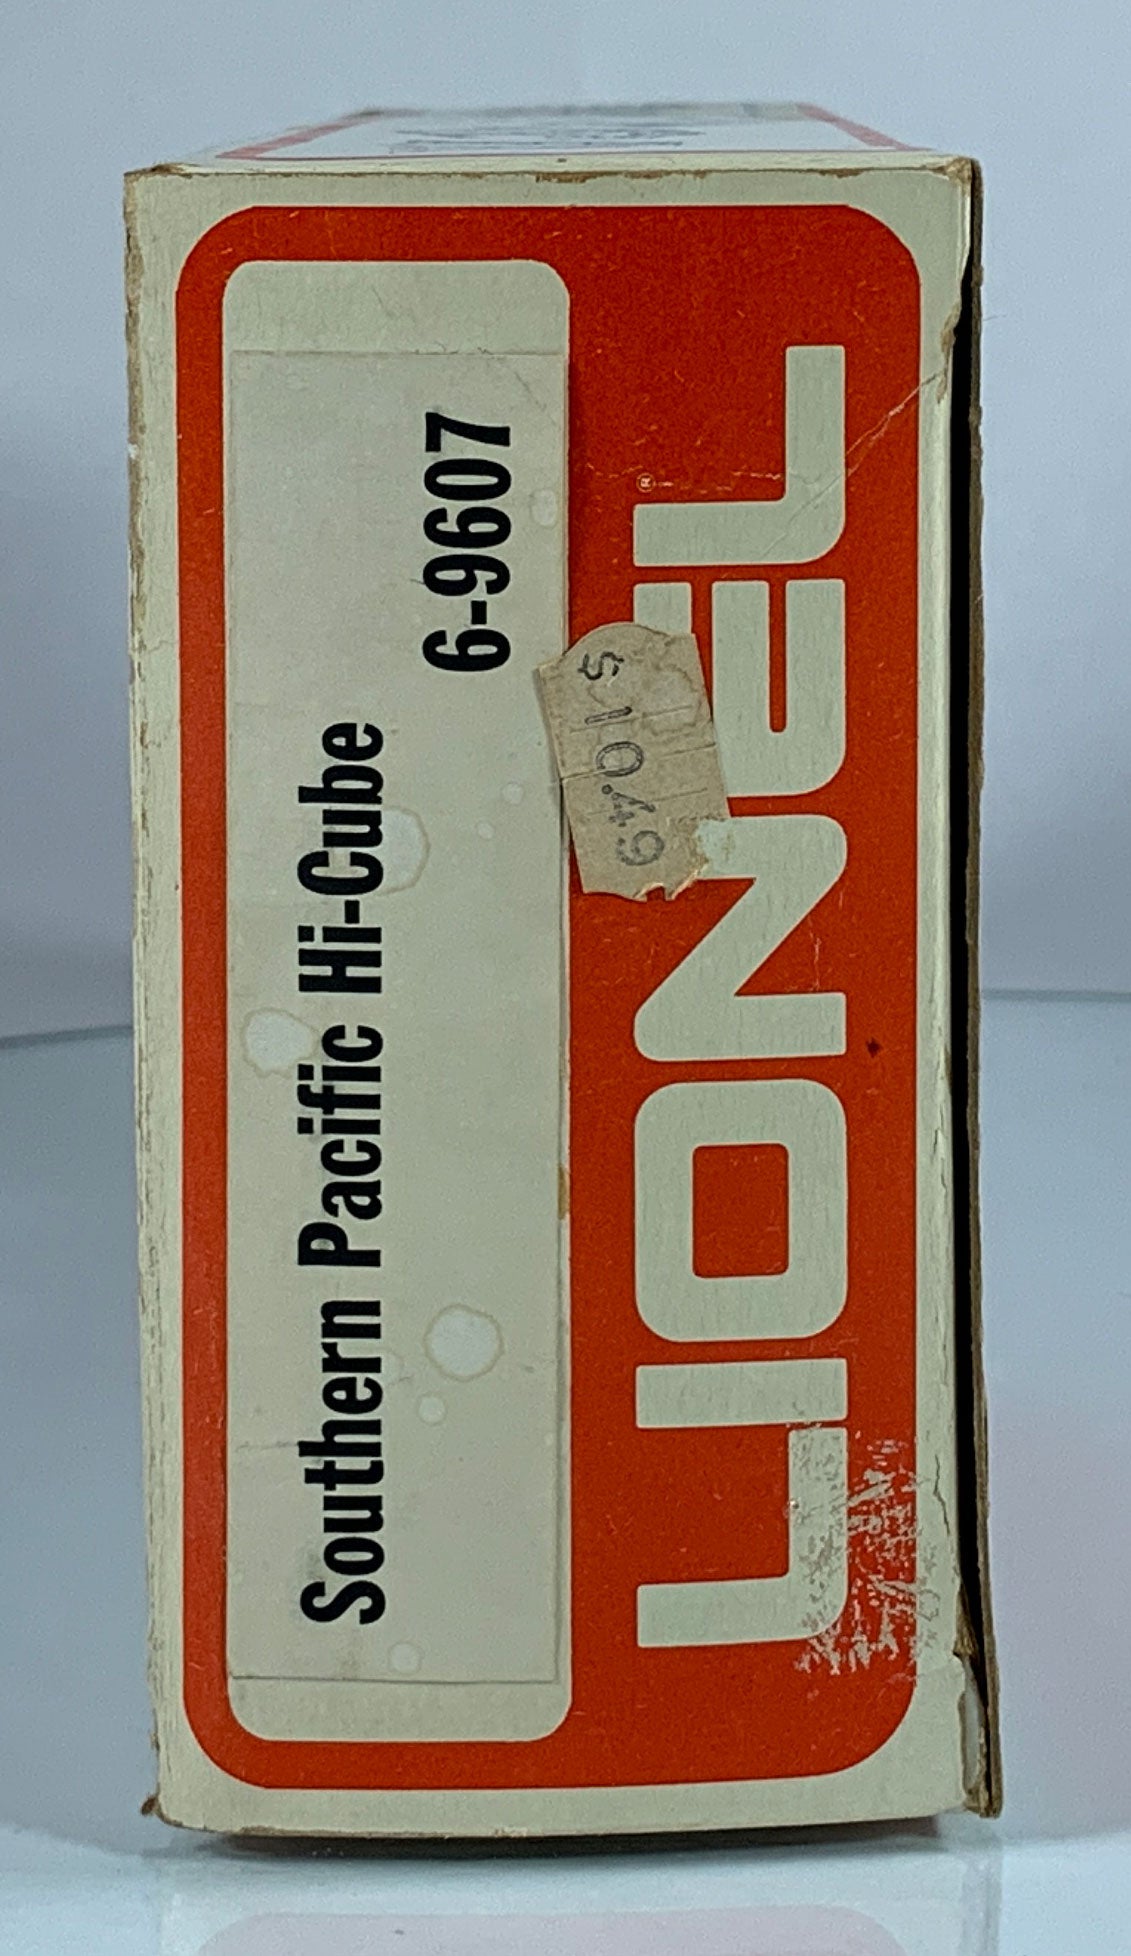 Southern Pacific Hi-Cube
6-9607
$10.49
LIONEL®